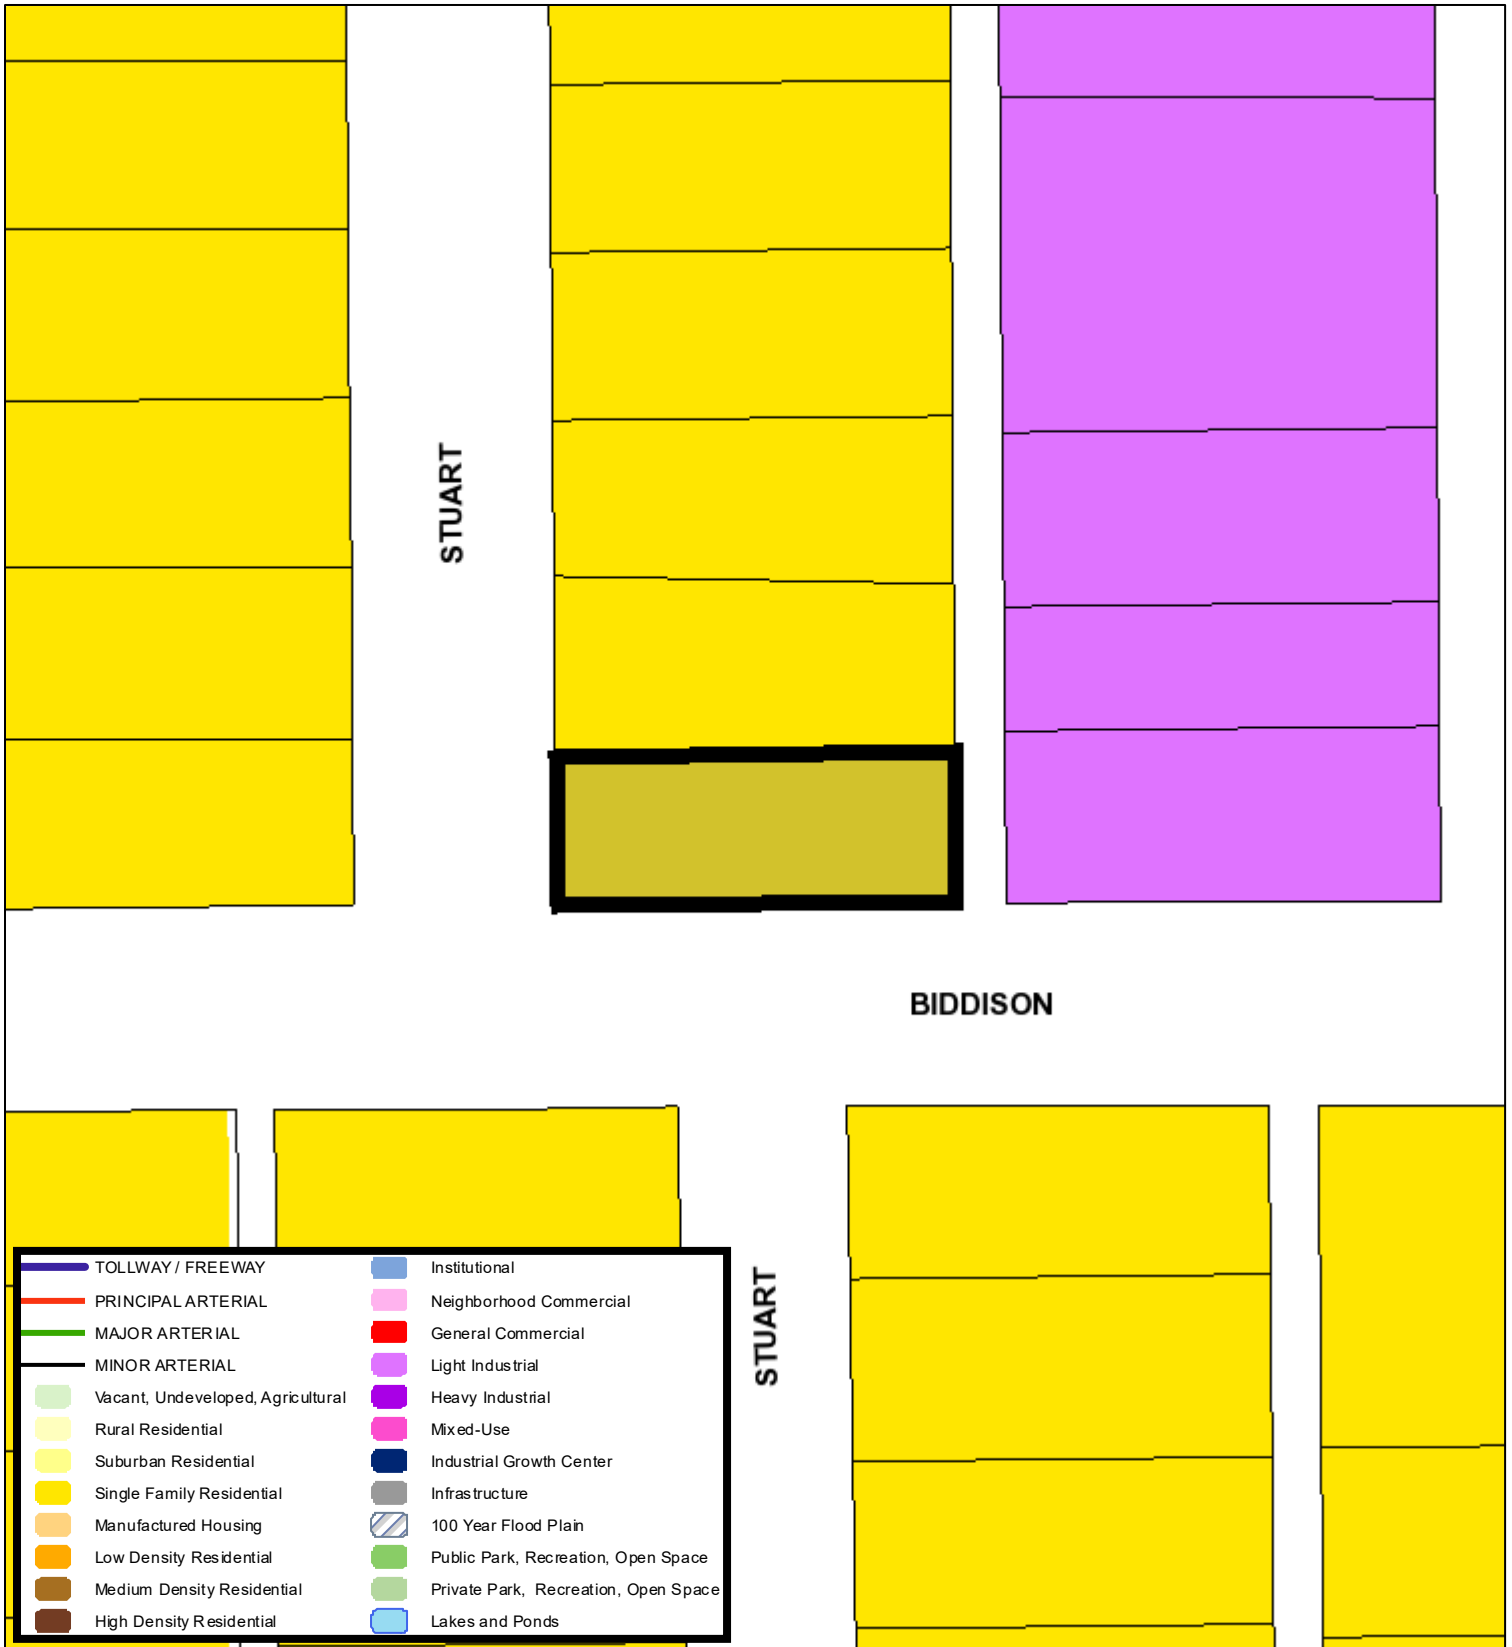 STUART
BIDDISON
STUART
TOLLWAY / FREEWAY
PRINCIPAL ARTERIAL
MAJOR ARTERIAL
MINOR ARTERIAL
Vacant, Undeveloped, Agricultural
Rural Residential
Suburban Residential
Single Family Residential
Manufactured Housing
Low Density Residential
Medium Density Residential
High Density Residential
Institutional
Neighborhood Commercial
General Commercial
Light Industrial
Heavy Industrial
Mixed-Use
Industrial Growth Center
Infrastructure
100 Year Flood Plain
Public Park, Recreation, Open Space
Private Park, Recreation, Open Space
Lakes and Ponds